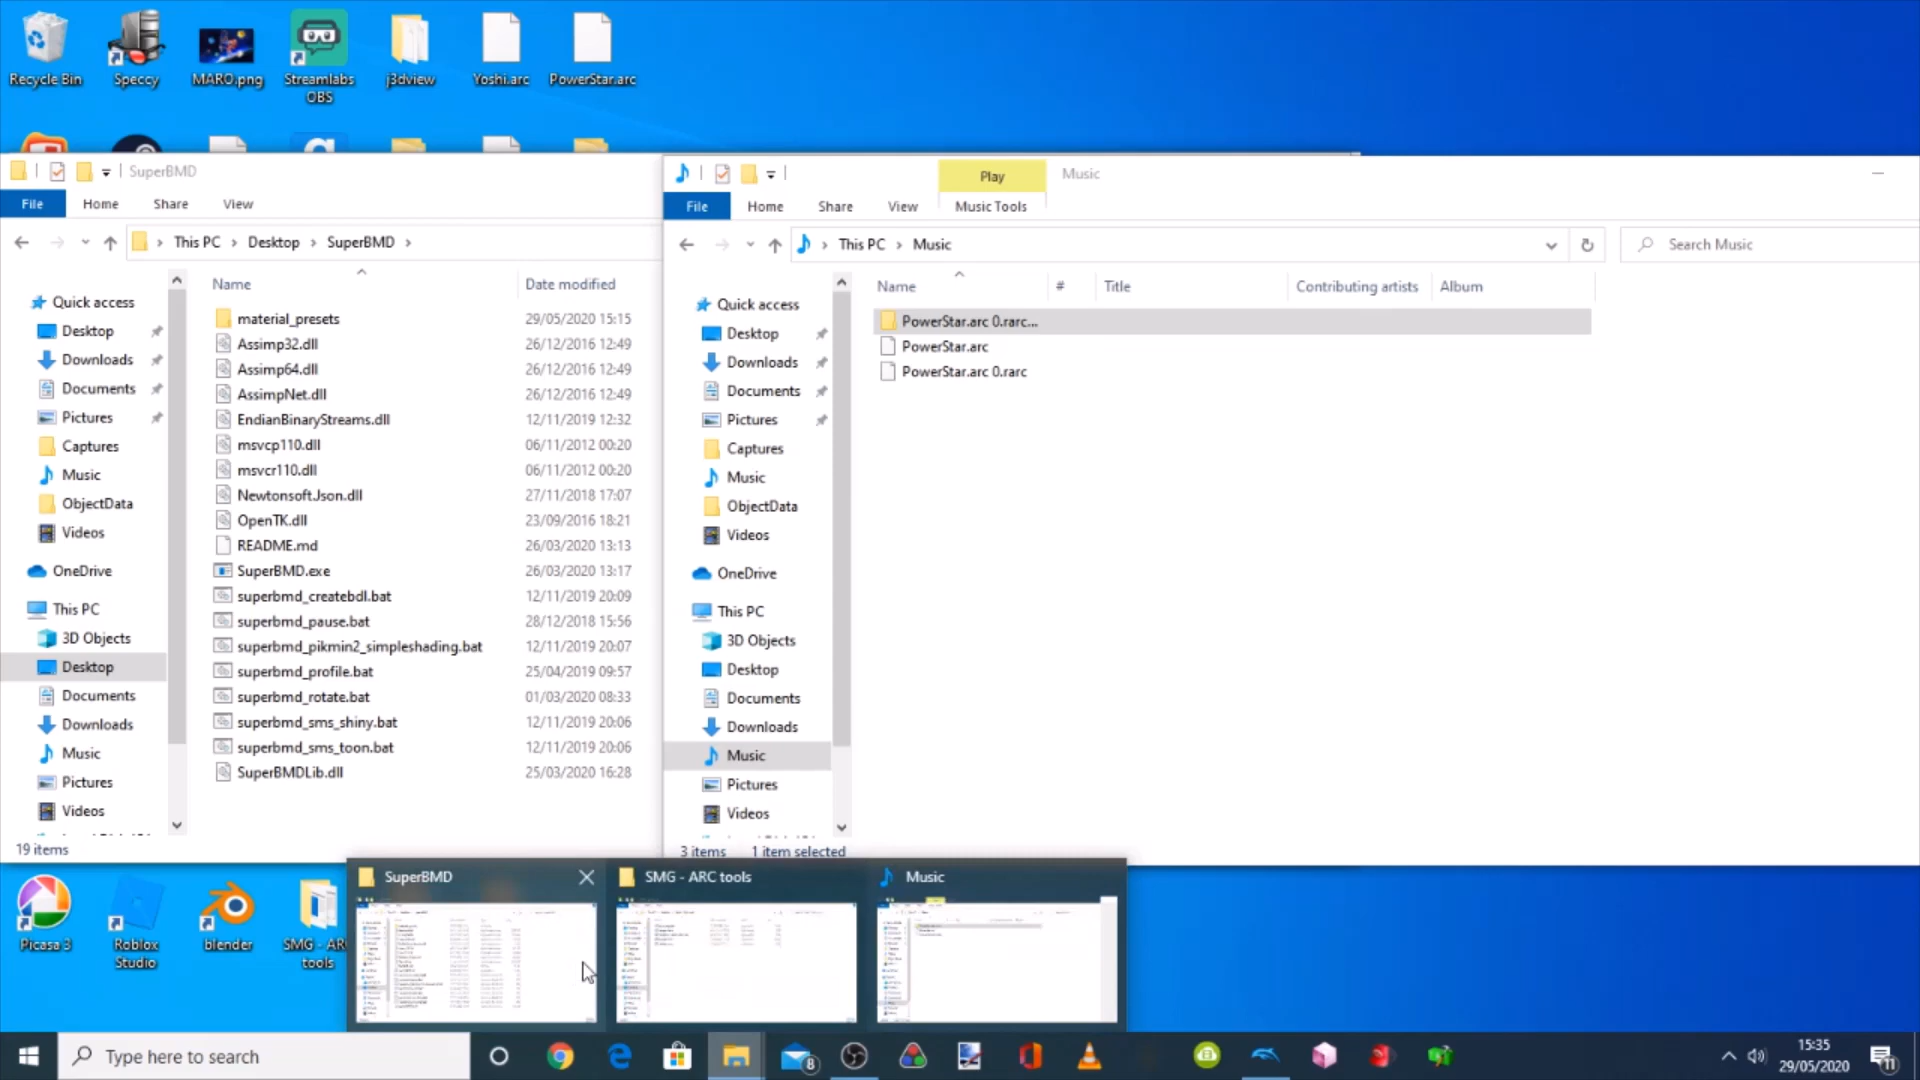 Recycle Bin
Speccy
MARO.png
Streamlabs
OBS
j3dview
Yoshi.arc
PowerStar.arc
SuperBMD
File
Home
Share
View
This PC
Desktop
SuperBMD
Name
Date modified
Quick access
Desktop
Downloads
Documents
Pictures
Captures
Music
ObjectData
Videos
OneDrive
This PC
3D Objects
Desktop
Documents
Downloads
Music
Pictures
Videos
material_presets 29/05/2020 15:15
Assimp32.dll 26/12/2016 12:49
Assimp64.dll 26/12/2016 12:49
AssimpNet.dll 26/12/2016 12:49
EndianBinaryStreams.dll 12/11/2019 12:32
msvcp110.dll 06/11/2012 00:20
msvcr110.dll 06/11/2012 00:20
Newtonsoft.Json.dll 27/11/2018 17:07
OpenTK.dll 23/09/2016 18:21
README.md 26/03/2020 13:13
SuperBMD.exe 26/03/2020 13:17
superbmd_createbdl.bat 12/11/2019 20:09
superbmd_pause.bat 28/12/2018 15:56
superbmd_pikmin2_simpleshading.bat 12/11/2019 20:07
superbmd_profile.bat 25/04/2019 09:57
superbmd_rotate.bat 01/03/2020 08:33
superbmd_sms_shiny.bat 12/11/2019 20:06
superbmd_sms_toon.bat 12/11/2019 20:06
SuperBMDLib.dll 25/03/2020 16:28
19 items
Play
Music
File
Home
Share
View
Music Tools
This PC
Music
Search Music
Name
#
Title
Contributing artists
Album
Quick access
Desktop
Downloads
Documents
Pictures
Captures
Music
ObjectData
Videos
OneDrive
This PC
3D Objects
Desktop
Documents
Downloads
Music
Pictures
Videos
PowerStar.arc 0.rarc...
PowerStar.arc
PowerStar.arc 0.rarc
3 items 1 item selected
SuperBMD
SMG - ARC tools
Music
Picasa 3
Roblox
Studio
blender
SMG - AR
tools
Type here to search
8
15:35
29/05/2020
11